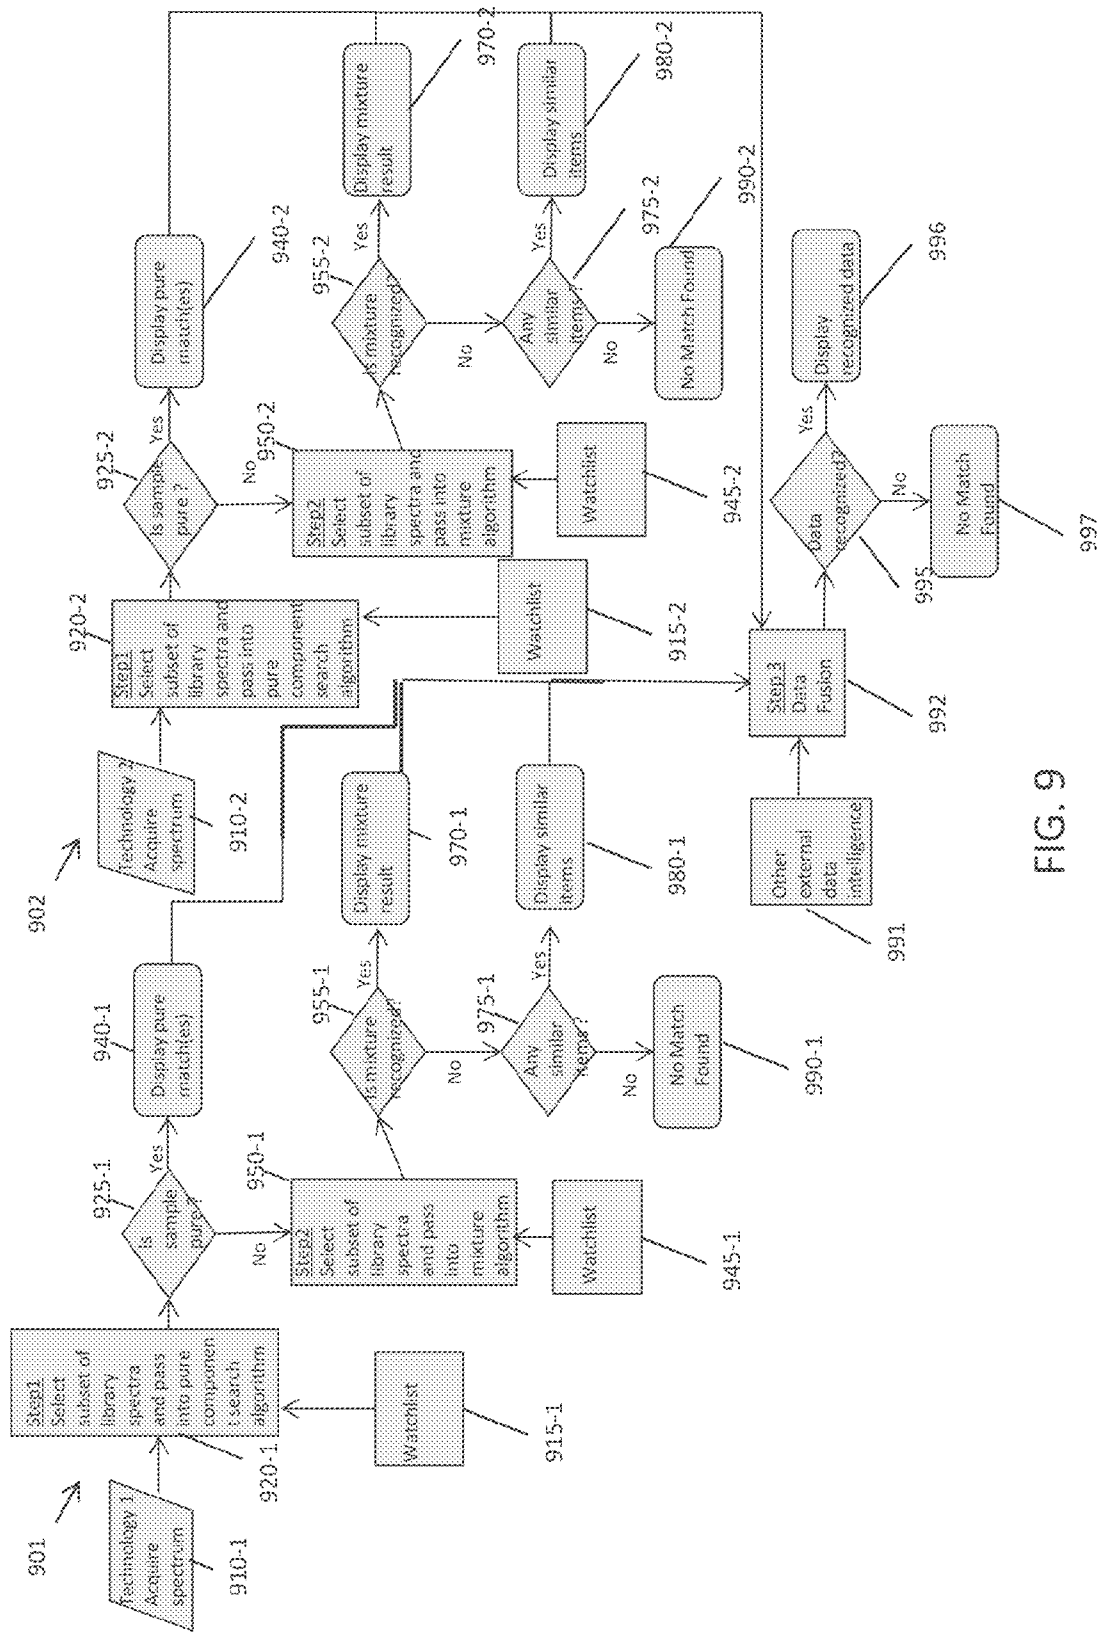 901
Technology 1
Acquire
spectrum
910-1
Step1
Select
subset of
library
spectra
and pass
into pure
componen
t search
algorithm
920-1
Watchlist
915-1
925-1
Is
sample
pure ?
Yes
No
940-1
Display pure
match(es)
950-1
Step2
Select
subset of
library
spectra
and pass
into
mixture
algorithm
Watchlist
945-1
955-1
Is mixture
recognized?
Yes
No
Display mixture
result
970-1
975-1
Any
similar
items ?
Yes
No
Display similar
items
980-1
No Match
Found
990-1
902
Technology 2
Acquire
spectrum
910-2
920-2
Step1
Select
subset of
library
spectra and
pass into
pure
component
search
algorithm
Watchlist
915-2
925-2
Is sample
pure ?
Yes
No
Display pure
match(es)
940-2
950-2
Step2
Select
subset of
library
spectra and
pass into
mixture
algorithm
Watchlist
945-2
955-2
Is mixture
recognized?
Yes
No
Display mixture
result
970-2
Any
similar
items ?
975-2
Yes
No
Display similar
items
980-2
No Match Found
990-2
Other
external
data
intelligence
991
Step 3
Data
Fusion
992
Data
recognized?
995
Yes
No
Display
recognized data
996
No Match
Found
997
FIG. 9